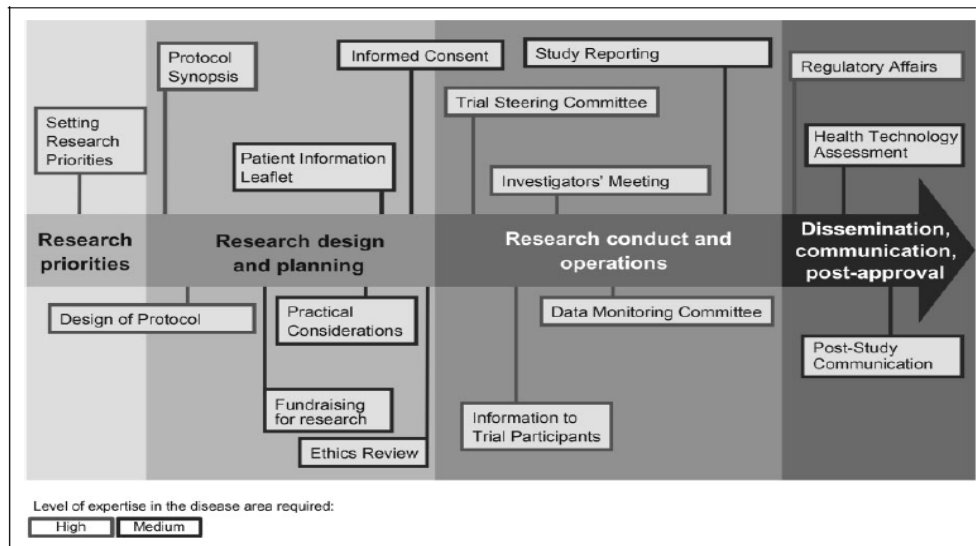 Informed Consent
Study Reporting
Protocol
Synopsis
Regulatory Affairs
Trial Steering Committee
Setting
Research
Priorities
Health Technology
Assessment
Patient Information
Leaflet
Investigators' Meeting
Research
priorities
Research design
and planning
Research conduct and
operations
Dissemination,
communication,
post-approval
Design of Protocol
Practical
Considerations
Data Monitoring Committee
Post-Study
Communication
Fundraising
for research
Information to
Trial Participants
Ethics Review
Level of expertise in the disease area required:
High
Medium